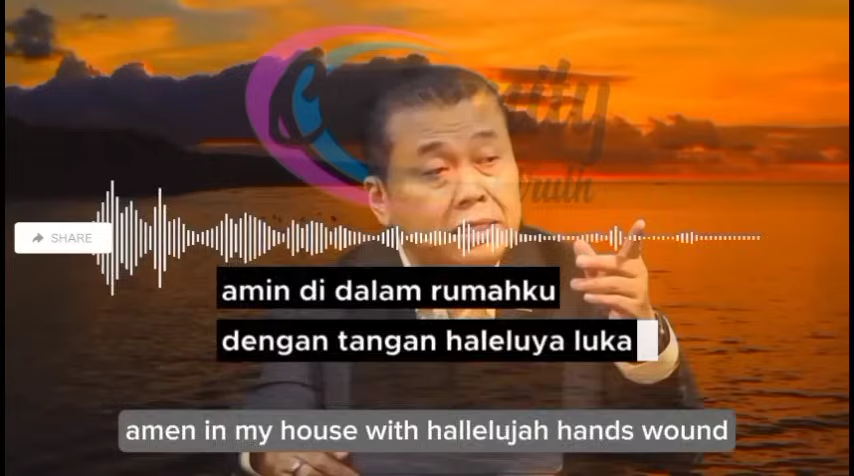 SHARE
amin di dalam rumahku
dengan tangan haleluya luka
amen in my house with hallelujah hands wound